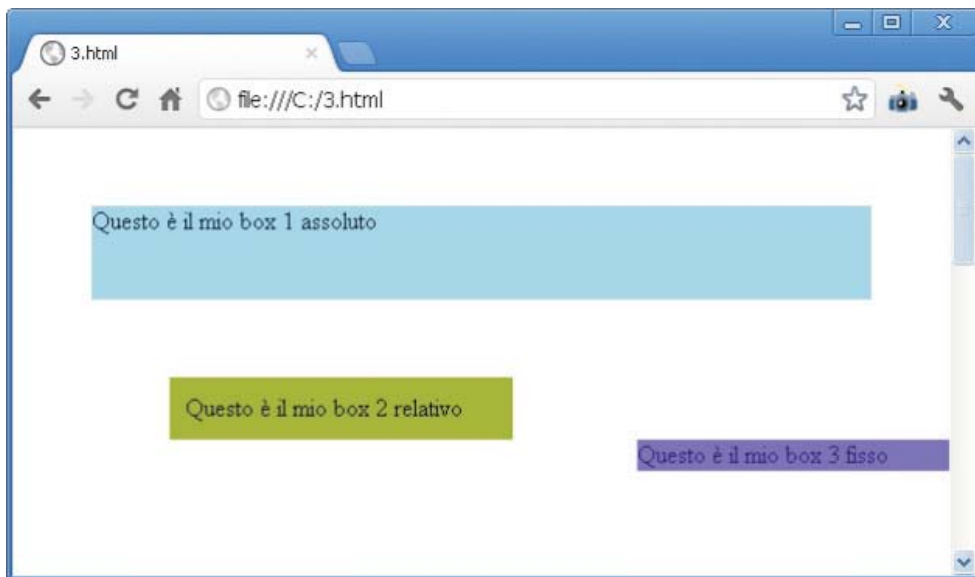 3.html
file:///C:/3.html
Questo è il mio box 1 assoluto
Questo è il mio box 2 relativo
Questo è il mio box 3 fisso